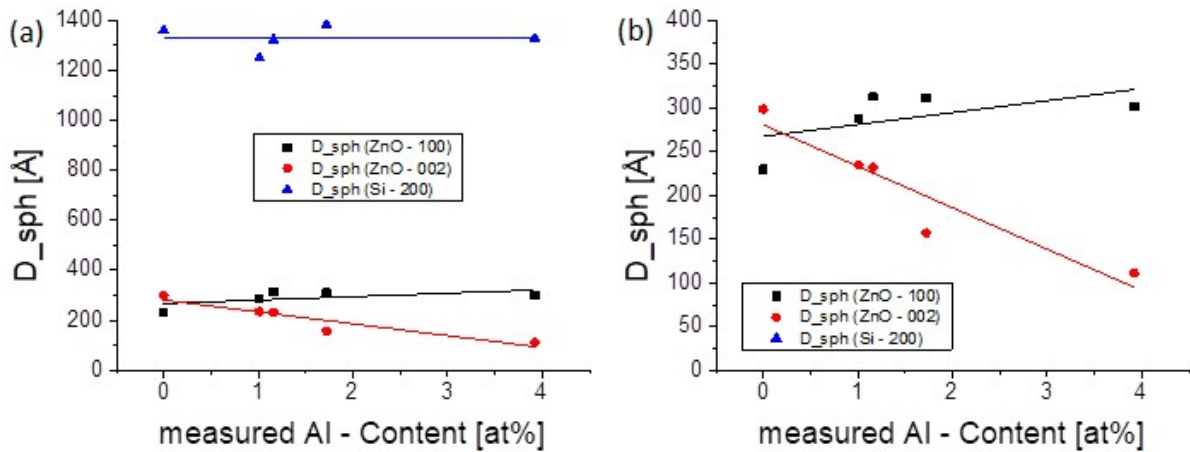 (a)
1400
1200
1000
800
600
400
200
0
D_sph [Å]
D_sph (ZnO - 100)
D_sph (ZnO - 002)
D_sph (Si - 200)
0 1 2 3 4
measured Al - Content [at%]
(b)
400
350
300
250
200
150
100
50
0
D_sph [Å]
D_sph (ZnO - 100)
D_sph (ZnO - 002)
D_sph (Si - 200)
0 1 2 3 4
measured Al - Content [at%]